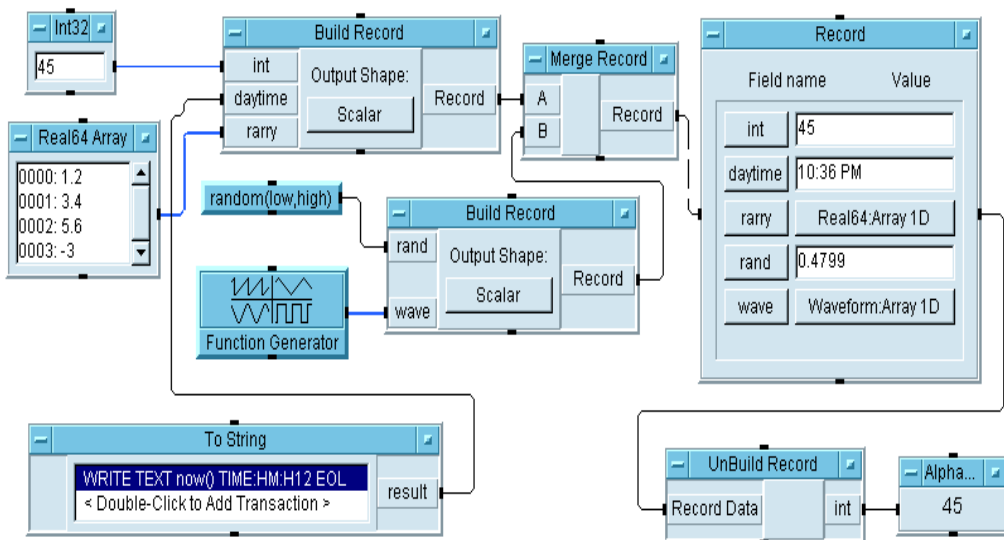 Int32
45
Real64 Array
0000: 1.2
0001: 3.4
0002: 5.6
0003: -3
Build Record
int
daytime
rarry
Output Shape:
Scalar
Record
random(low,high)
Function Generator
Build Record
rand
wave
Output Shape:
Scalar
Record
Merge Record
A
B
Record
Record
Field name Value
int 45
daytime 10:36 PM
rarry Real64:Array 1D
rand 0.4799
wave Waveform:Array 1D
To String
WRITE TEXT now() TIME:HM:H12 EOL
< Double-Click to Add Transaction >
result
UnBuild Record
Record Data
int
Alpha...
45